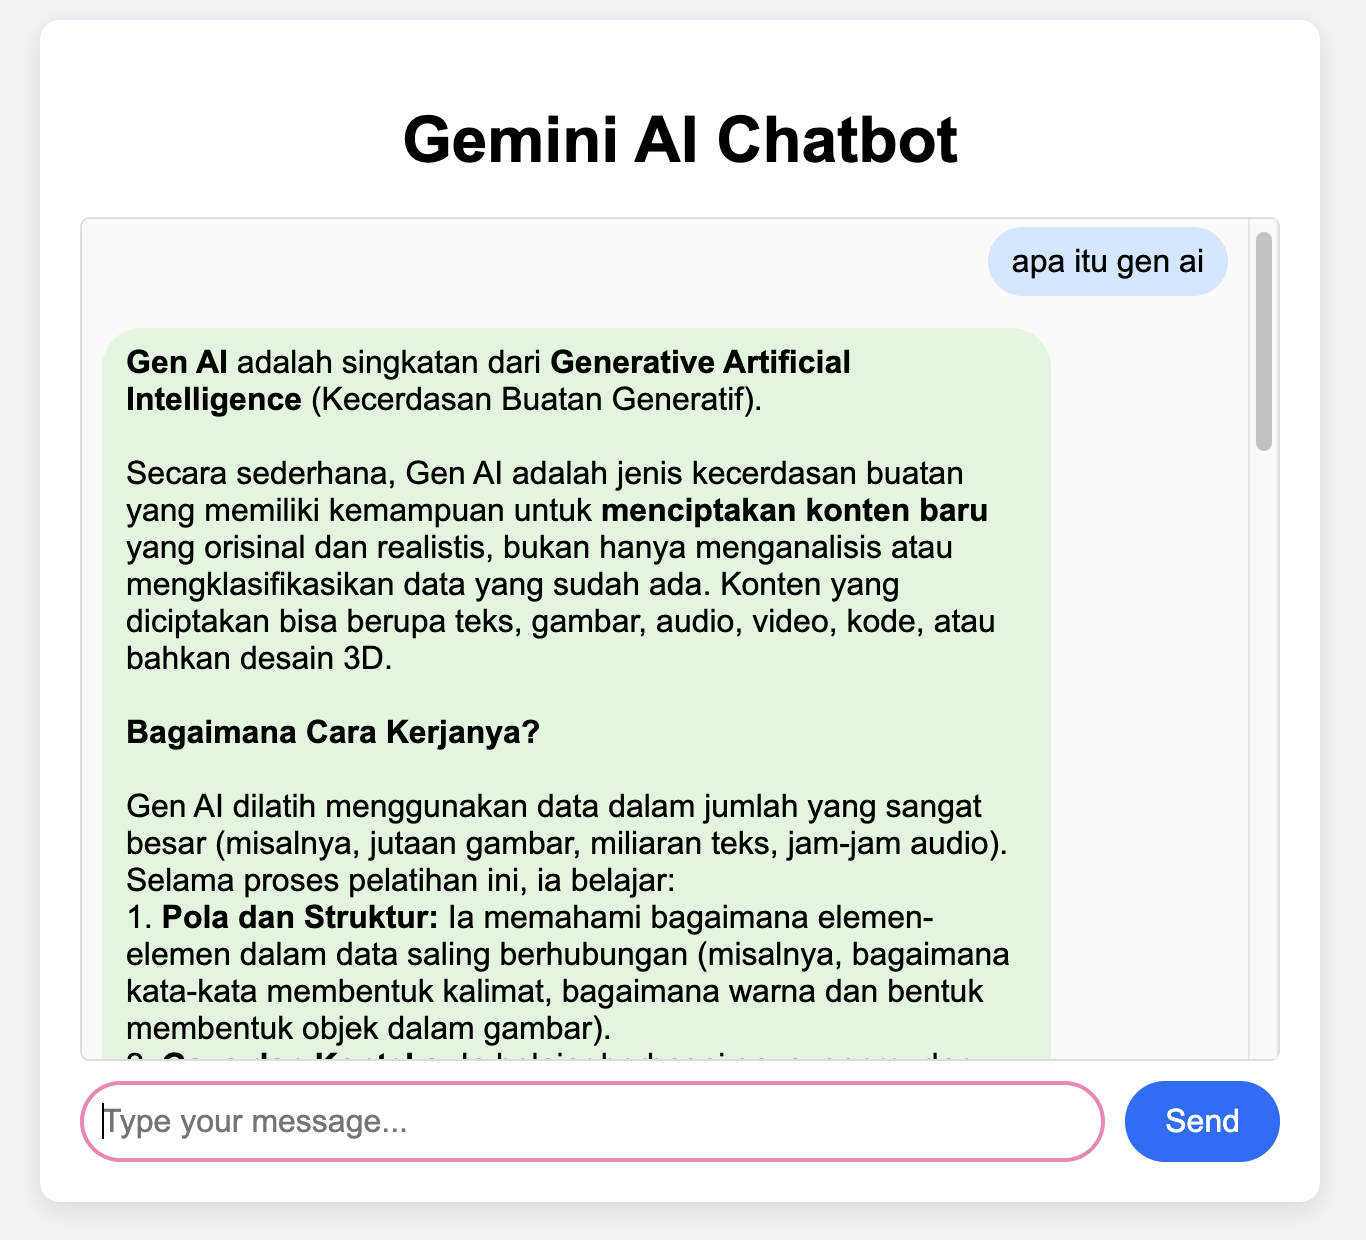 Gemini AI Chatbot
apa itu gen ai
Gen AI adalah singkatan dari Generative Artificial
Intelligence (Kecerdasan Buatan Generatif).
Secara sederhana, Gen AI adalah jenis kecerdasan buatan
yang memiliki kemampuan untuk menciptakan konten baru
yang orisinal dan realistis, bukan hanya menganalisis atau
mengklasifikasikan data yang sudah ada. Konten yang
diciptakan bisa berupa teks, gambar, audio, video, kode, atau
bahkan desain 3D.
Bagaimana Cara Kerjanya?
Gen AI dilatih menggunakan data dalam jumlah yang sangat
besar (misalnya, jutaan gambar, miliaran teks, jam-jam audio).
Selama proses pelatihan ini, ia belajar:
1. Pola dan Struktur: Ia memahami bagaimana elemen-
elemen dalam data saling berhubungan (misalnya, bagaimana
kata-kata membentuk kalimat, bagaimana warna dan bentuk
membentuk objek dalam gambar).
Type your message...
Send